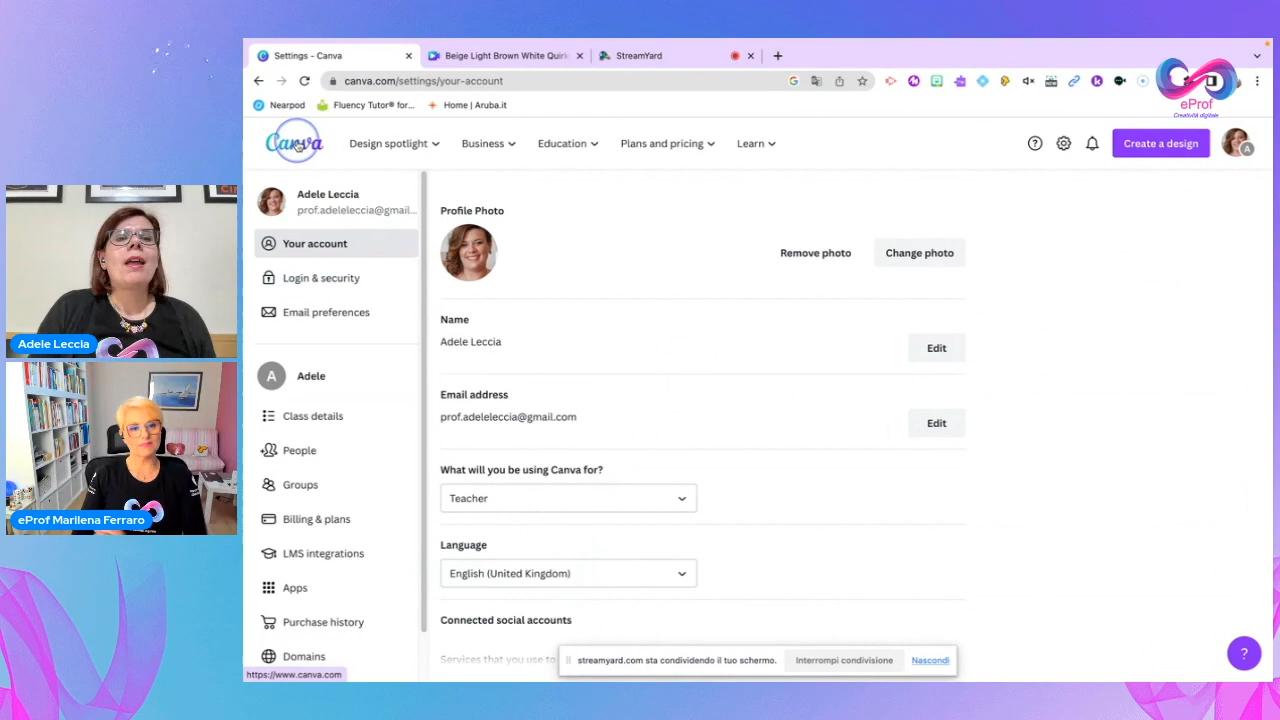 Settings - Canva
Beige Light Brown White Quirk
StreamYard
canva.com/settings/your-account
Nearpod
Fluency Tutor® for...
Home | Aruba.it
eProf
Creatività digitale
Canva
Design spotlight
Business
Education
Plans and pricing
Learn
Create a design
A
Adele Leccia
prof.adeleleccia@gmail...
Your account
Login & security
Email preferences
A
Adele
Class details
People
Groups
Billing & plans
LMS integrations
Apps
Purchase history
Domains
https://www.canva.com
Profile Photo
Remove photo
Change photo
Name
Adele Leccia
Edit
Email address
prof.adeleleccia@gmail.com
Edit
What will you be using Canva for?
Teacher
Language
English (United Kingdom)
Connected social accounts
Services that you use to
streamyard.com sta condividendo il tuo schermo.
Interrompi condivisione
Nascondi
?
Adele Leccia
eProf Marilena Ferraro